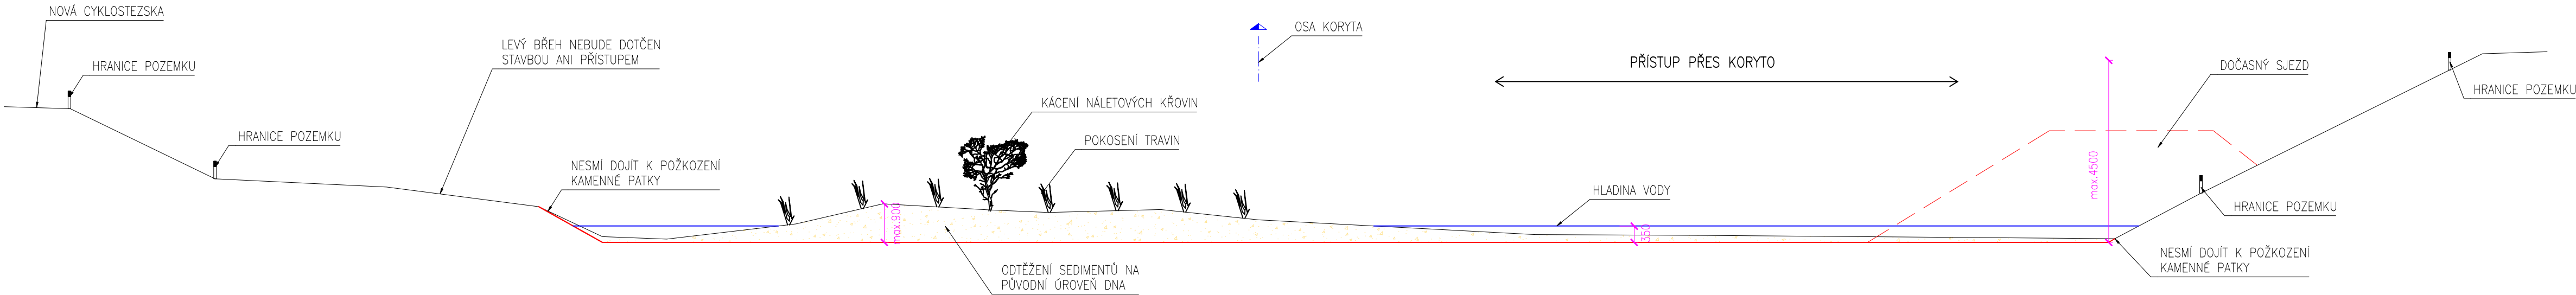 NOVÁ CYKLOSTEZSKA
HRANICE POZEMKU
HRANICE POZEMKU
LEVÝ BŘEH NEBUDE DOTČEN
STAVBOU ANI PŘÍSTUPEM
NESMÍ DOJÍT K POŽKOZENÍ
KAMENNÉ PATKY
max.900
KÁCENÍ NÁLETOVÝCH KŘOVIN
POKOSENÍ TRAVIN
ODTĚŽENÍ SEDIMENTŮ NA
PŮVODNÍ ÚROVEŇ DNA
OSA KORYTA
PŘÍSTUP PŘES KORYTO
HLADINA VODY
350
max.4500
DOČASNÝ SJEZD
HRANICE POZEMKU
HRANICE POZEMKU
NESMÍ DOJÍT K POŽKOZENÍ
KAMENNÉ PATKY